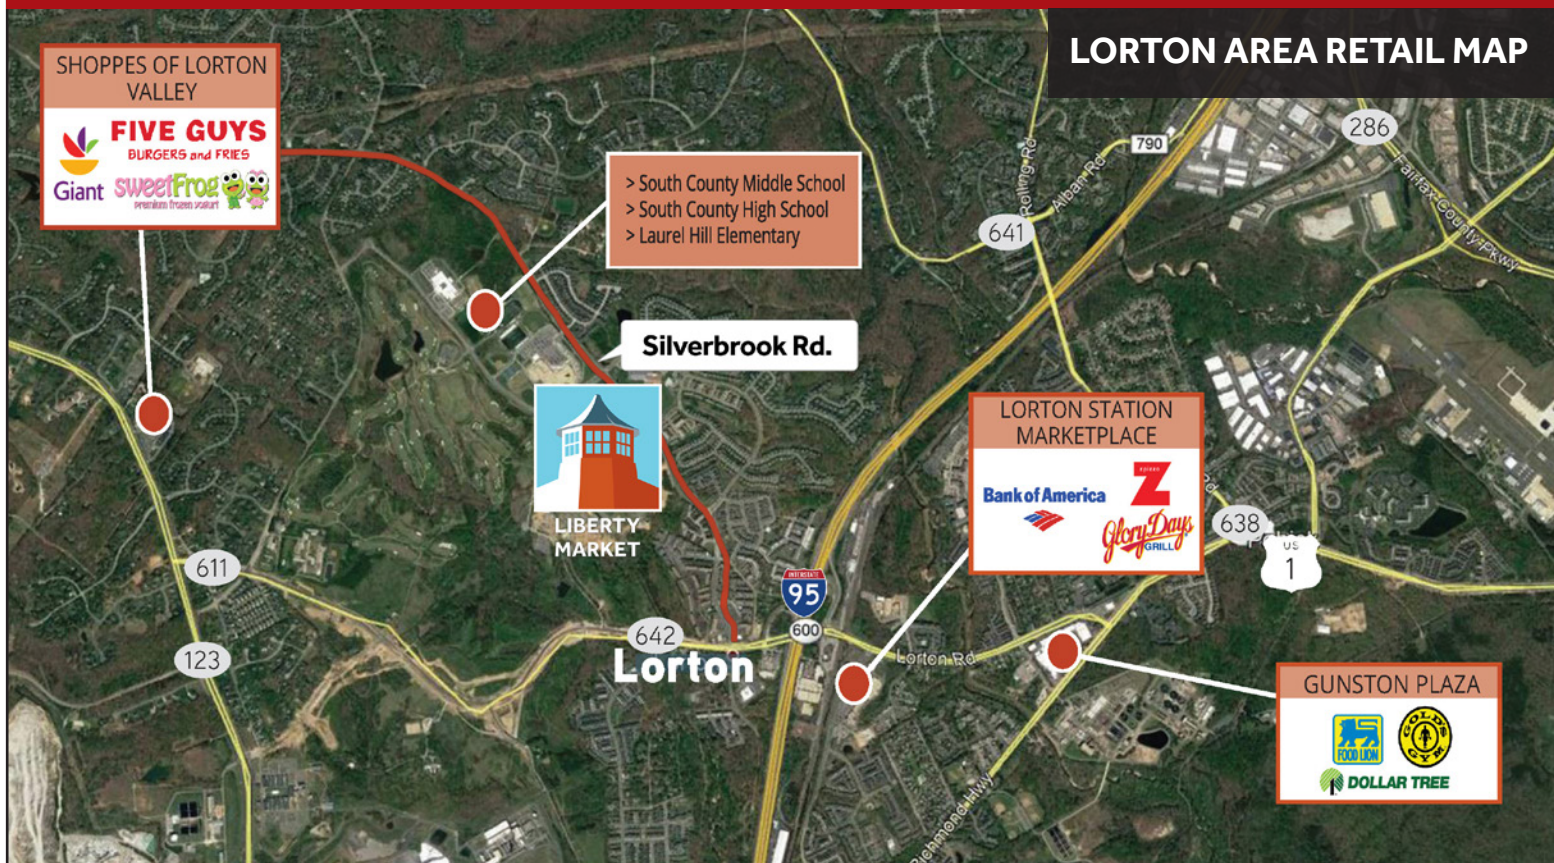 LORTON AREA RETAIL MAP
SHOPPES OF LORTON
VALLEY
FIVE GUYS
BURGERS and FRIES
Giant
sweetFrog
premium frozen yogurt
> South County Middle School
> South County High School
> Laurel Hill Elementary
Silverbrook Rd.
LIBERTY
MARKET
LORTON STATION
MARKETPLACE
Bank of America
Z
Glory Days
GRILL
GUNSTON PLAZA
FOOD LION
GOLD'S
GYM
DOLLAR TREE
790
286
641
Rolling Rd
Alban Rd
Fairfax County Pkwy
638
Rd
US
1
611
123
642
INTERSTATE
95
600
Lorton
Lorton Rd
Richmond Hwy